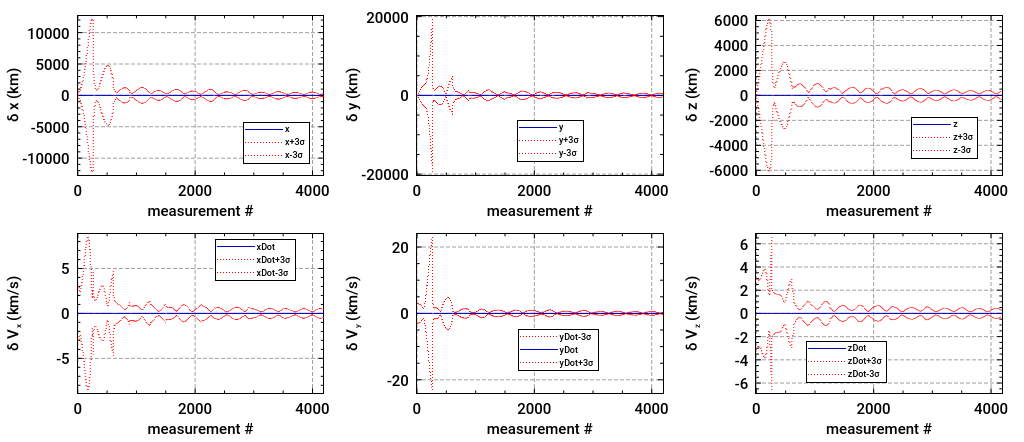 δ x (km)
10000
5000
0
-5000
-10000
x
x+3σ
x-3σ
0
2000
4000
measurement #
δ y (km)
20000
0
-20000
y
y+3σ
y-3σ
0
2000
4000
measurement #
δ z (km)
6000
4000
2000
0
-2000
-4000
-6000
z
z+3σ
z-3σ
0
2000
4000
measurement #
δ Vx (km/s)
5
0
-5
xDot
xDot+3σ
xDot-3σ
0
2000
4000
measurement #
δ Vy (km/s)
20
0
-20
yDot-3σ
yDot
yDot+3σ
0
2000
4000
measurement #
δ Vz (km/s)
6
4
2
0
-2
-4
-6
zDot
zDot+3σ
zDot-3σ
0
2000
4000
measurement #